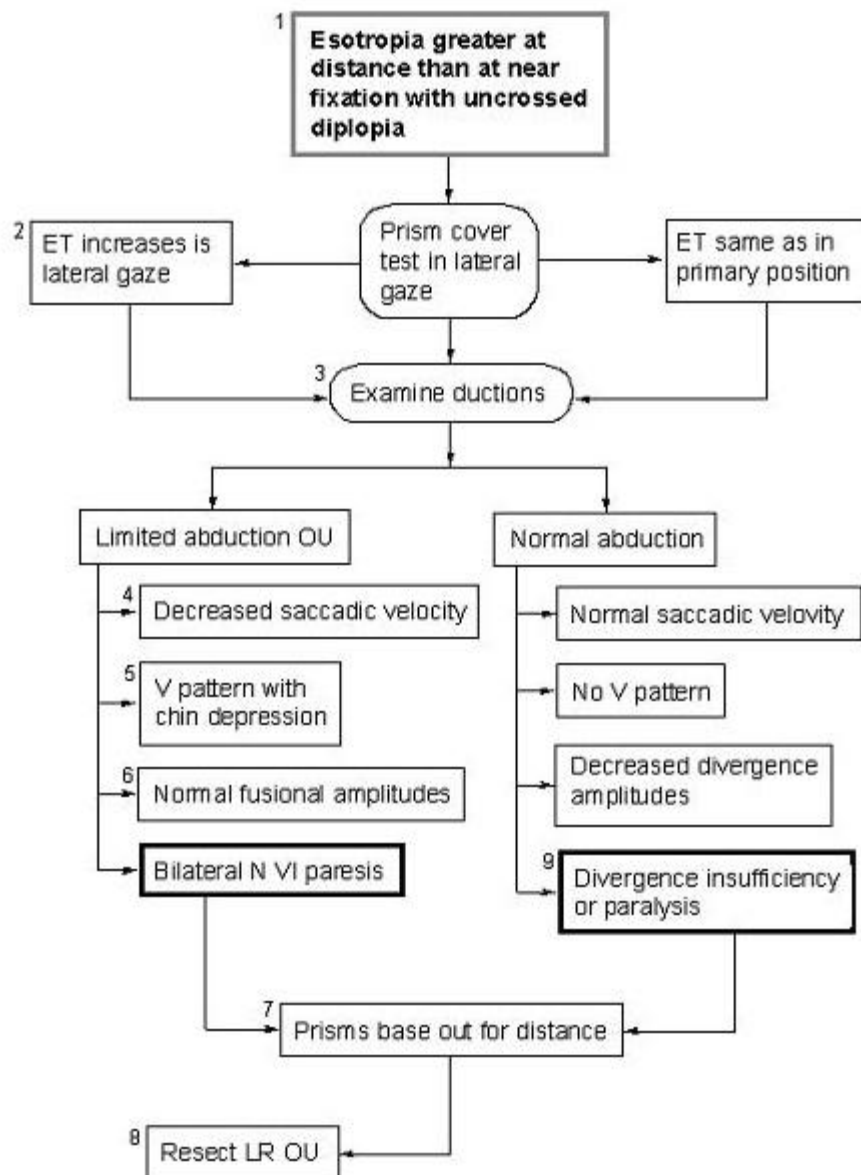 1
Esotropia greater at
distance than at near
fixation with uncrossed
diplopia
2
ET increases is
lateral gaze
Prism cover
test in lateral
gaze
ET same as in
primary position
3
Examine ductions
Limited abduction OU
Normal abduction
4
Decreased saccadic velocity
Normal saccadic velovity
5
V pattern with
chin depression
No V pattern
6
Normal fusional amplitudes
Decreased divergence
amplitudes
Bilateral N VI paresis
9
Divergence insufficiency
or paralysis
7
Prisms base out for distance
8
Resect LR OU